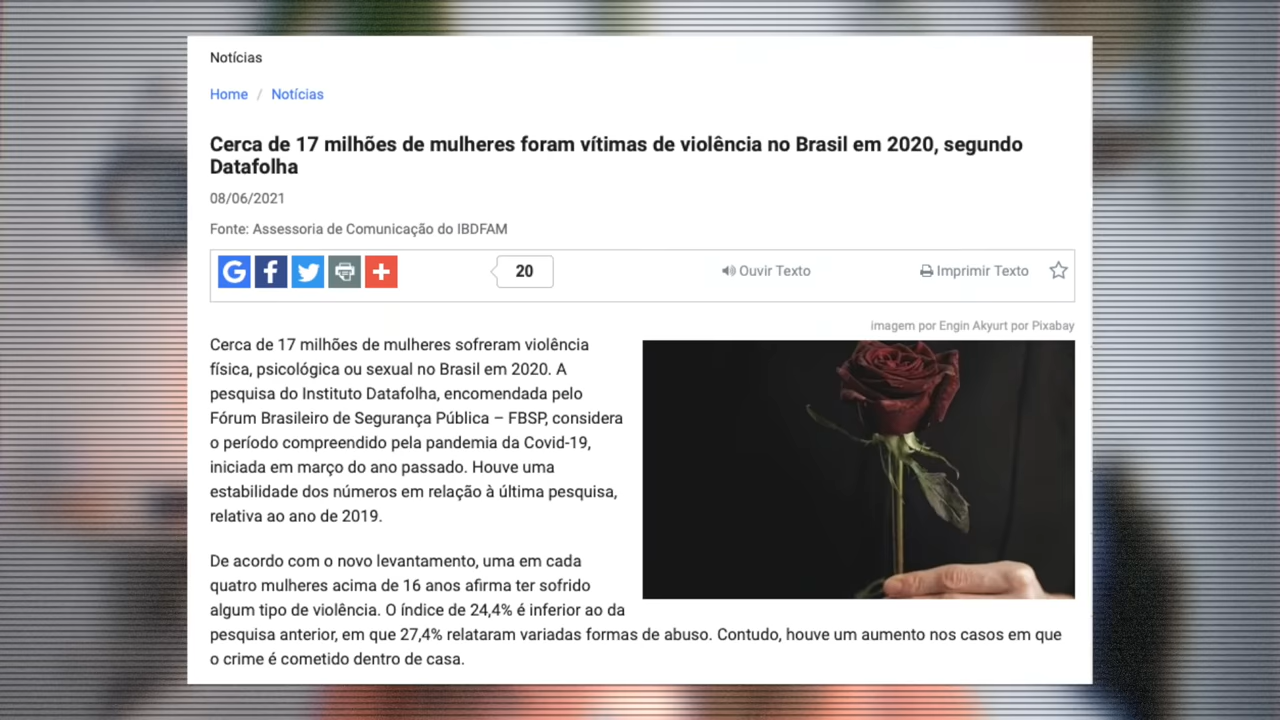 Notícias
Home / Notícias
Cerca de 17 milhões de mulheres foram vítimas de violência no Brasil em 2020, segundo
Datafolha
08/06/2021
Fonte: Assessoria de Comunicação do IBDFAM
20
Ouvir Texto
Imprimir Texto
imagem por Engin Akyurt por Pixabay
Cerca de 17 milhões de mulheres sofreram violência
física, psicológica ou sexual no Brasil em 2020. A
pesquisa do Instituto Datafolha, encomendada pelo
Fórum Brasileiro de Segurança Pública – FBSP, considera
o período compreendido pela pandemia da Covid-19,
iniciada em março do ano passado. Houve uma
estabilidade dos números em relação à última pesquisa,
relativa ao ano de 2019.
De acordo com o novo levantamento, uma em cada
quatro mulheres acima de 16 anos afirma ter sofrido
algum tipo de violência. O índice de 24,4% é inferior ao da
pesquisa anterior, em que 27,4% relataram variadas formas de abuso. Contudo, houve um aumento nos casos em que
o crime é cometido dentro de casa.